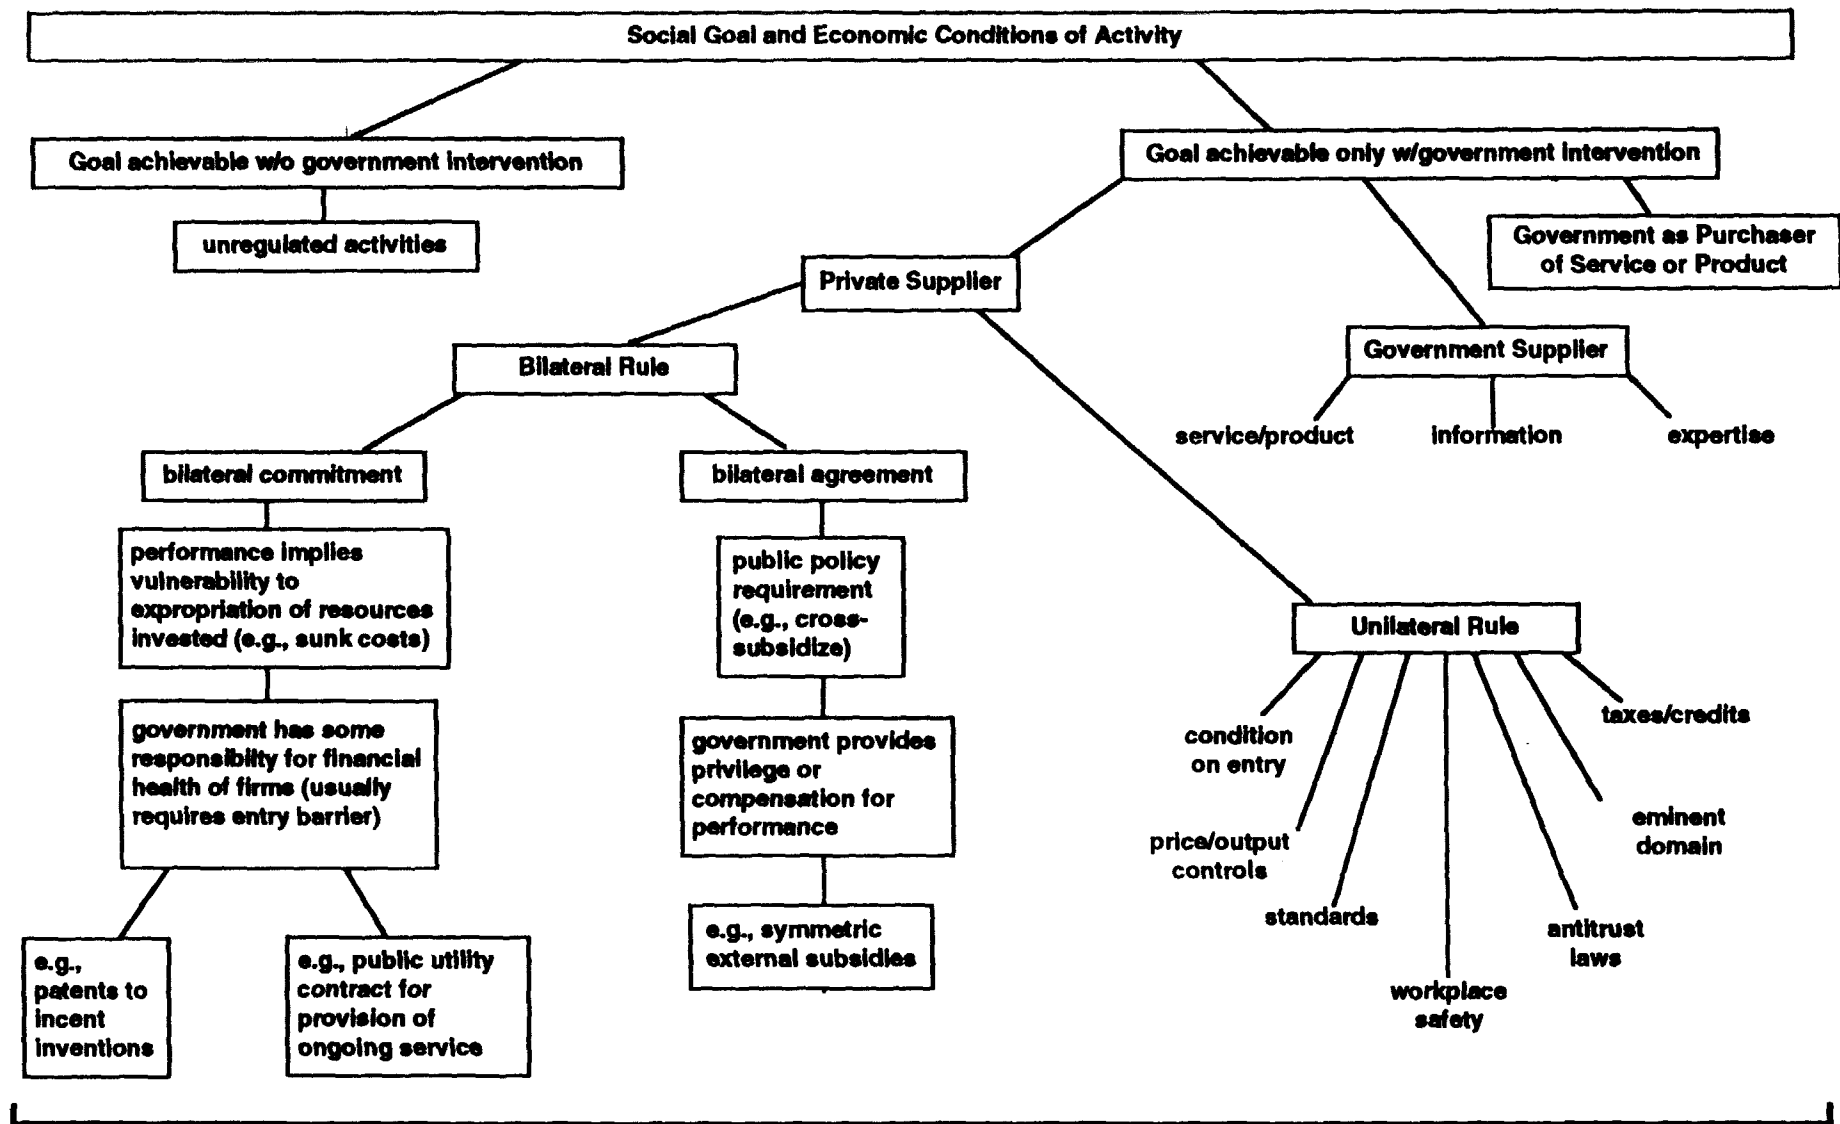 Social Goal and Economic Conditions of Activity
Goal achievable w/o government intervention
Goal achievable only w/government intervention
unregulated activities
Government as Purchaser
of Service or Product
Private Supplier
Government Supplier
Bilateral Rule
service/product
information
expertise
bilateral commitment
bilateral agreement
performance implies
vulnerability to
expropriation of resources
invested (e.g., sunk costs)
public policy
requirement
(e.g., cross-
subsidize)
Unilateral Rule
government has some
responsibilty for financial
health of firms (usually
requires entry barrier)
government provides
privilege or
compensation for
performance
condition
on entry
price/output
controls
standards
workplace
safety
antitrust
laws
eminent
domain
taxes/credits
e.g.,
patents to
incent
inventions
e.g., public utility
contract for
provision of
ongoing service
e.g., symmetric
external subsidies